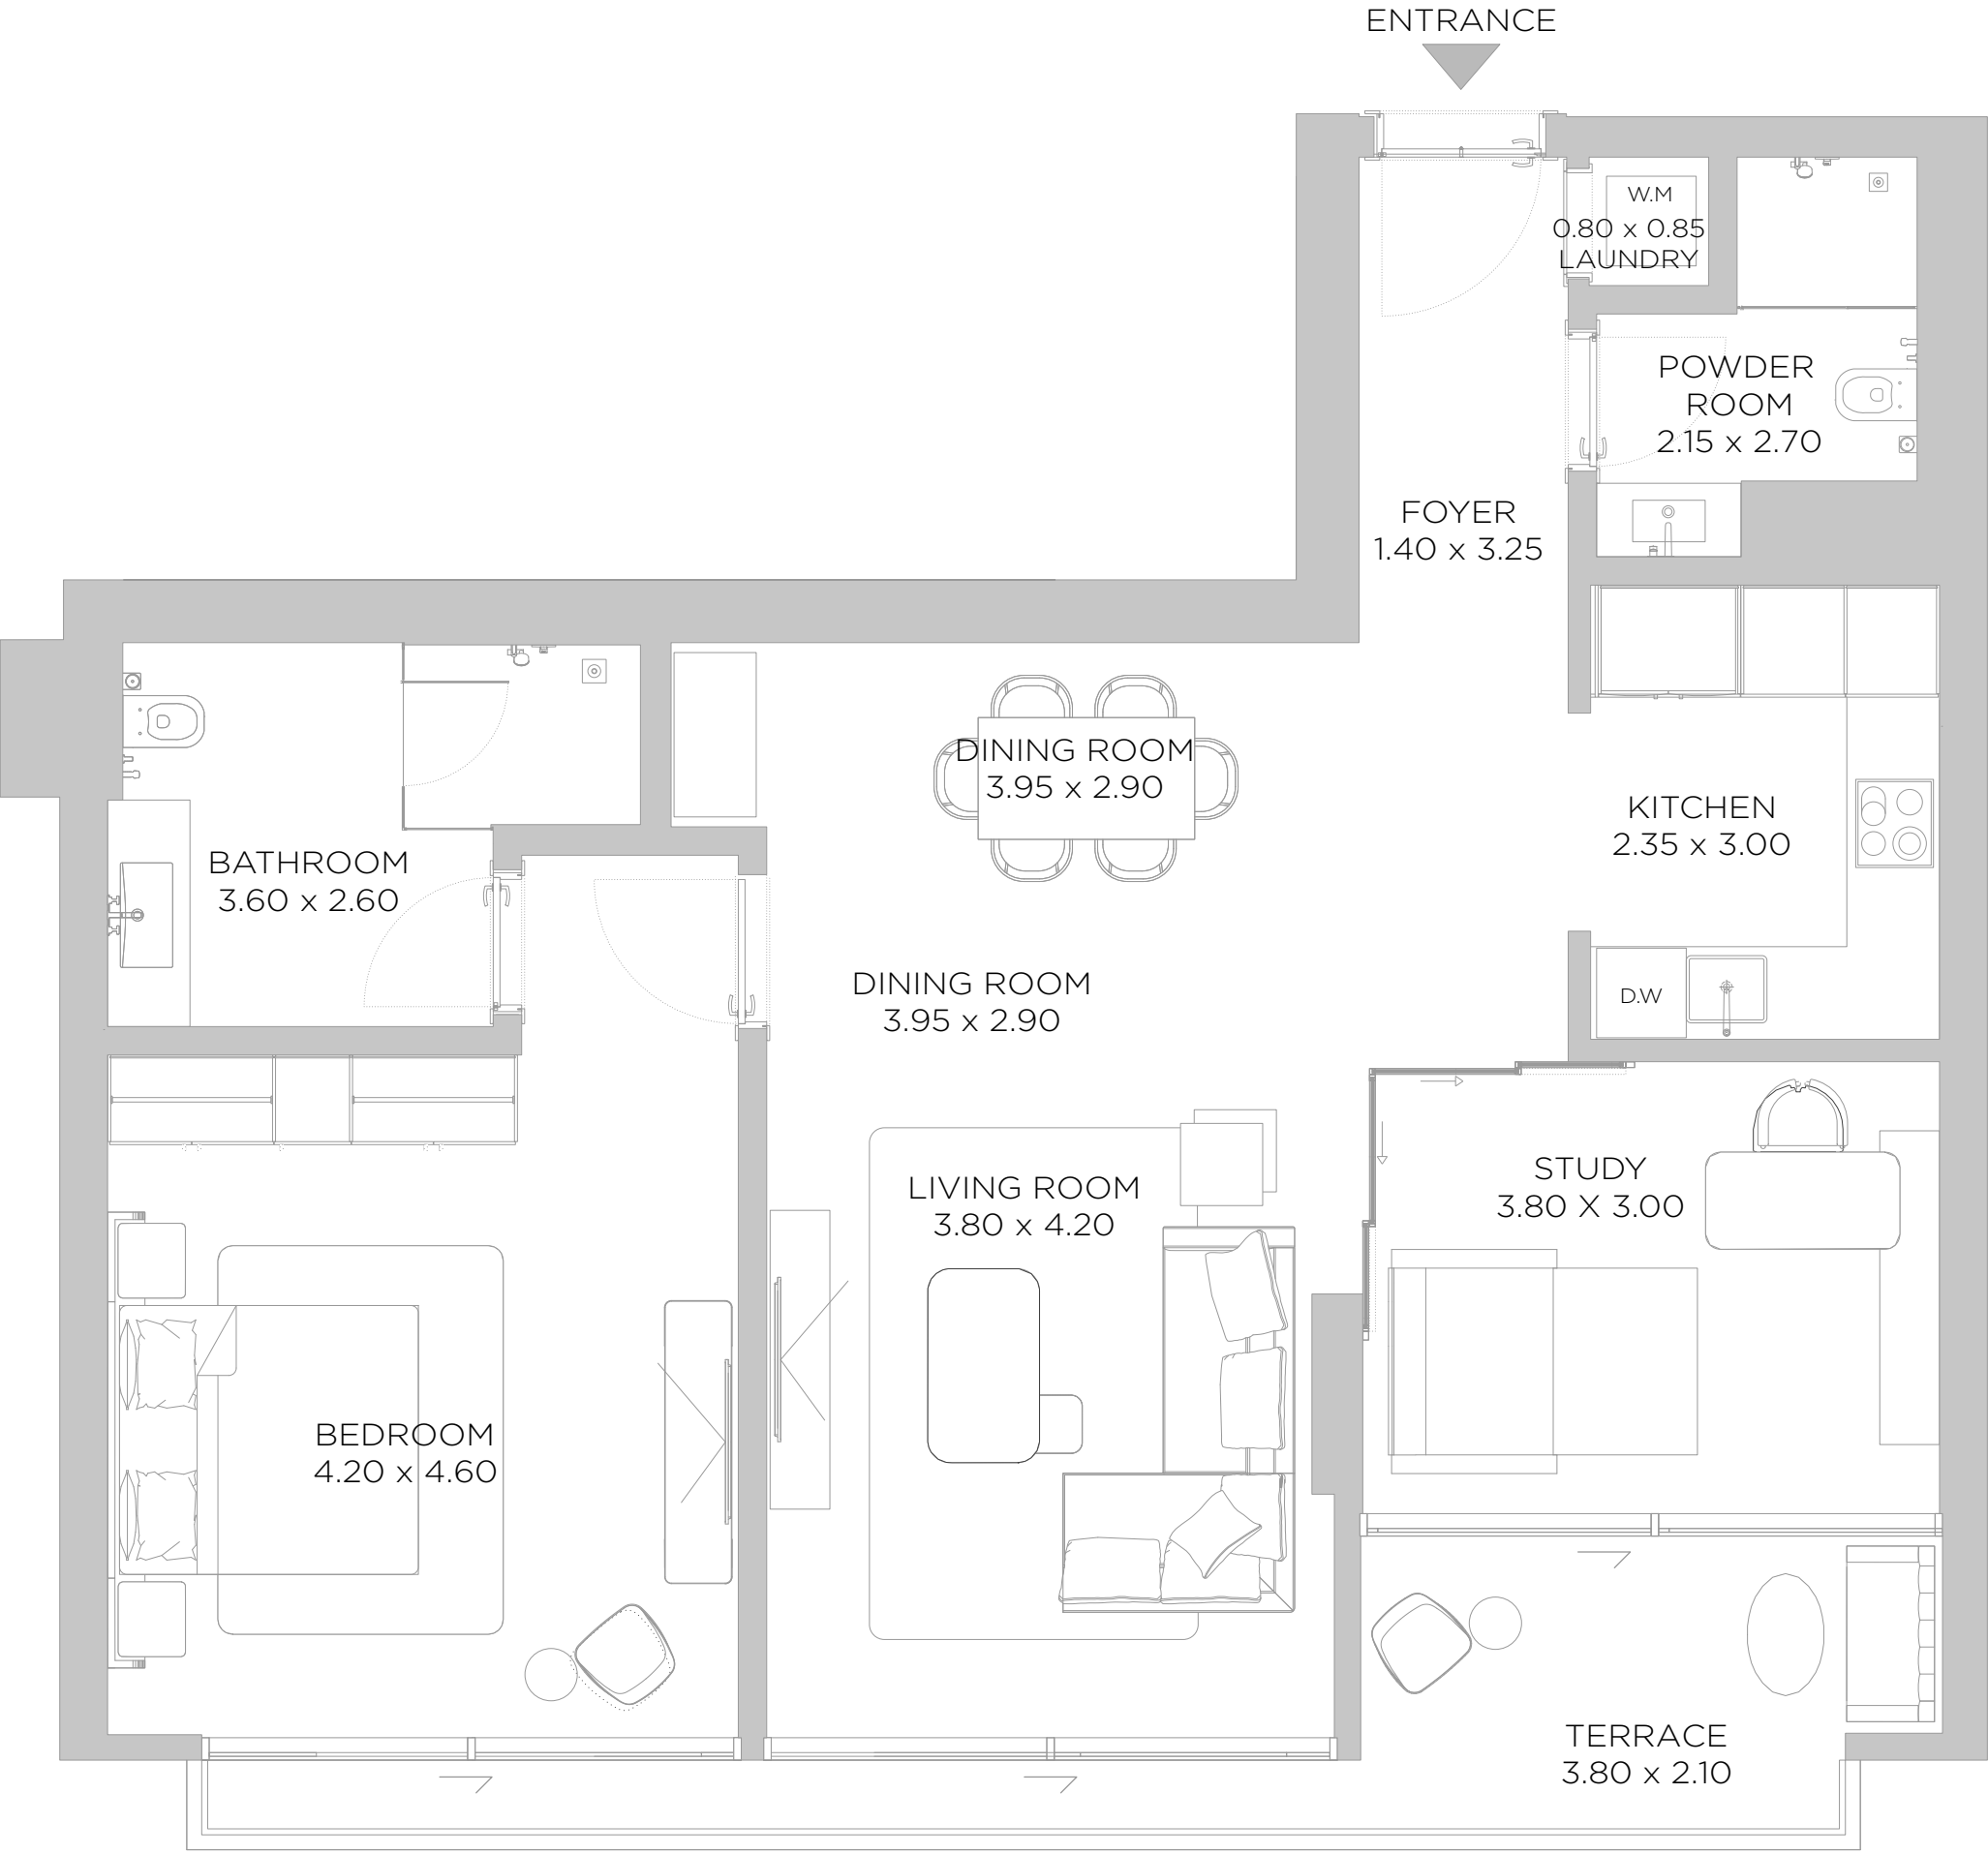 ENTRANCE
W.M
0.80 x 0.85
LAUNDRY
POWDER
ROOM
2.15 x 2.70
FOYER
1.40 x 3.25
DINING ROOM
3.95 x 2.90
KITCHEN
2.35 x 3.00
BATHROOM
3.60 x 2.60
DINING ROOM
3.95 x 2.90
D.W
STUDY
3.80 X 3.00
LIVING ROOM
3.80 x 4.20
BEDROOM
4.20 x 4.60
TERRACE
3.80 x 2.10